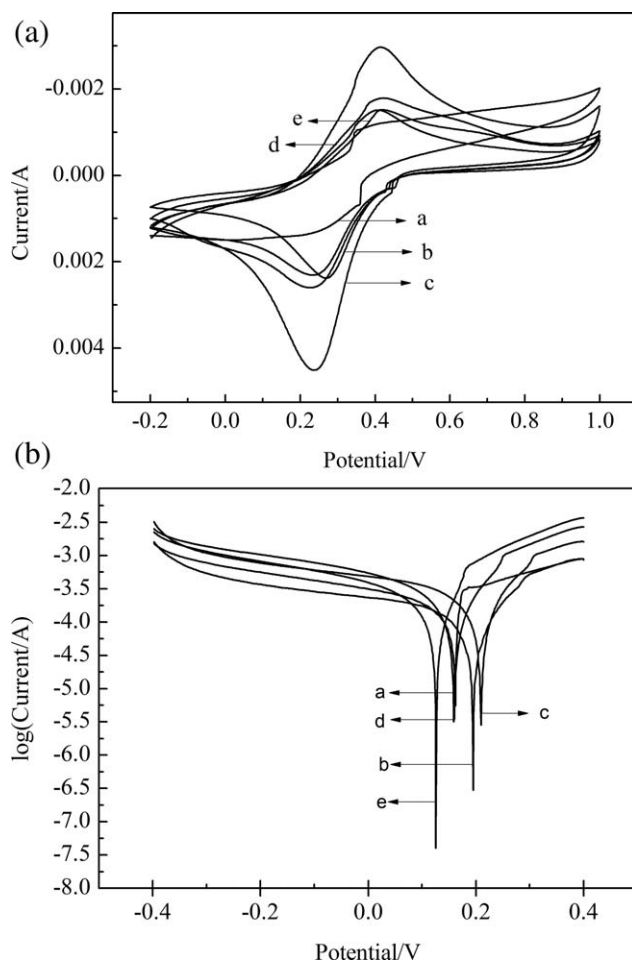 (a)
-0.002
0.000
0.002
0.004
Current/A
e
d
a
b
c
-0.2 0.0 0.2 0.4 0.6 0.8 1.0
Potential/V
(b)
-2.0
-2.5
-3.0
-3.5
-4.0
-4.5
-5.0
-5.5
-6.0
-6.5
-7.0
-7.5
-8.0
log(Current/A)
a
d
c
b
e
-0.4 -0.2 0.0 0.2 0.4
Potential/V